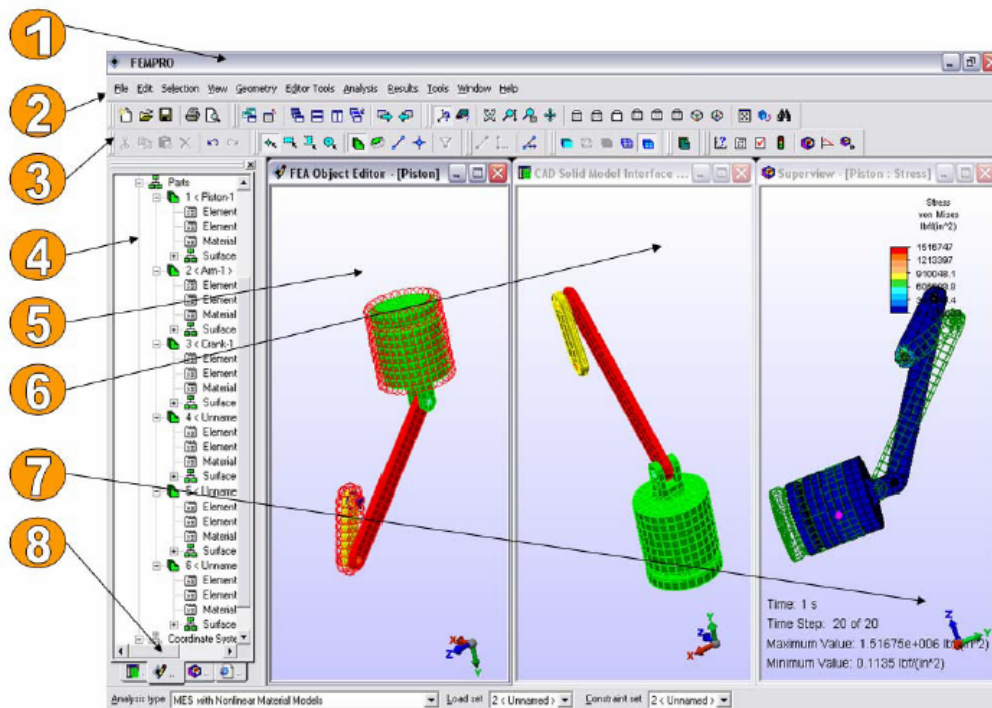 1
FEMPRO
2
File Edit Selection View Geometry Editor Tools Analysis Results Tools Window Help
3
FEA Object Editor - [Piston]
CAD Solid Model Interface ...
Superview - [Piston : Stress]
Parts
1 < Piston-1
Element
Element
Material
Surface
2 < Arm-1 >
Element
Element
Material
Surface
3 < Crank-1
Element
Element
Material
Surface
4 < Unname
Element
Element
Material
Surface
5 < Unname
Element
Element
Material
Surface
6 < Unname
Element
Element
Material
Surface
Coordinate Syste
4
5
6
7
8
Stress
von Mises
lbf/(in^2)
1516747
1213397
910048.1
Z
X
Y
Y
Z
X
Z
Y
Time: 1 s
Time Step: 20 of 20
Maximum Value: 1.51675e+006 lbf/(in^2)
Minimum Value: 0.1135 lbf/(in^2)
Analysis type MES with Nonlinear Material Models Load set 2 < Unnamed > Constraint set 2 < Unnamed >